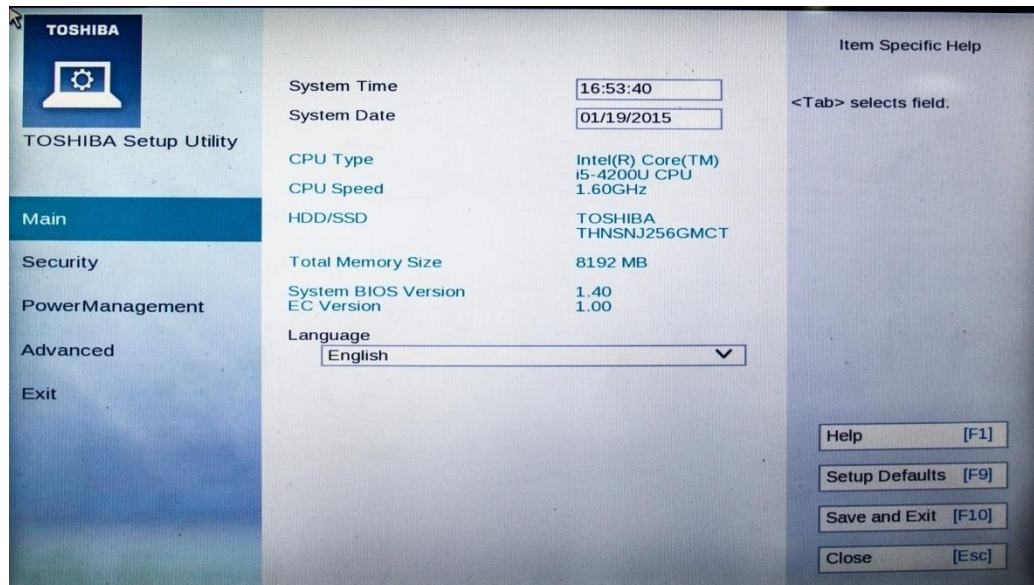 TOSHIBA
TOSHIBA Setup Utility
Main
Security
PowerManagement
Advanced
Exit
System Time 16:53:40
System Date 01/19/2015
CPU Type Intel(R) Core(TM)
i5-4200U CPU
CPU Speed 1.60GHz
HDD/SSD TOSHIBA
THNSNJ256GMCT
Total Memory Size 8192 MB
System BIOS Version 1.40
EC Version 1.00
Language
English
Item Specific Help
<Tab> selects field.
Help [F1]
Setup Defaults [F9]
Save and Exit [F10]
Close [Esc]